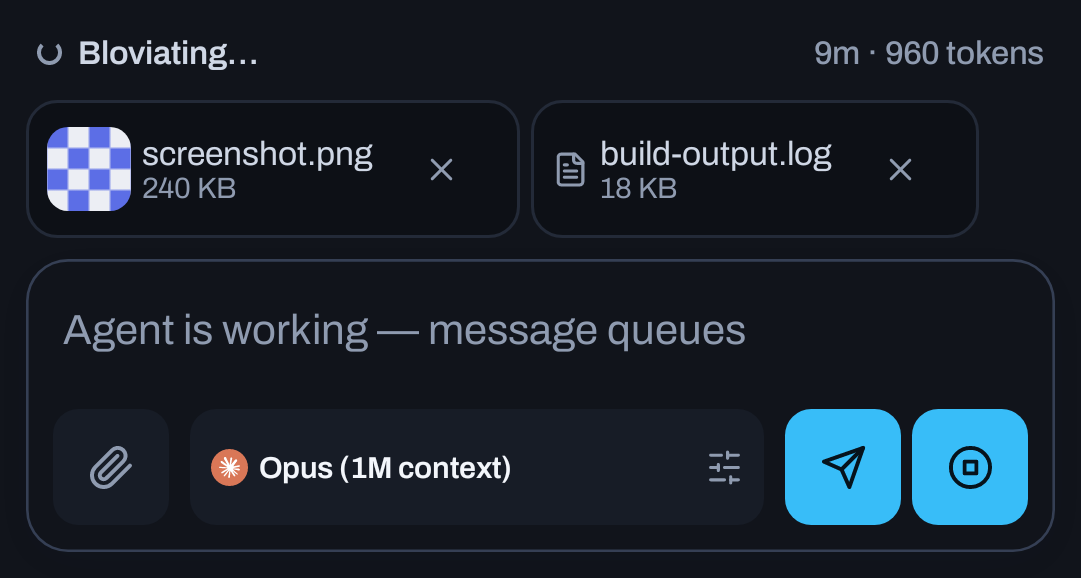 Bloviating…
9m · 960 tokens
screenshot.png
240 KB
build-output.log
18 KB
Agent is working — message queues
Opus (1M context)